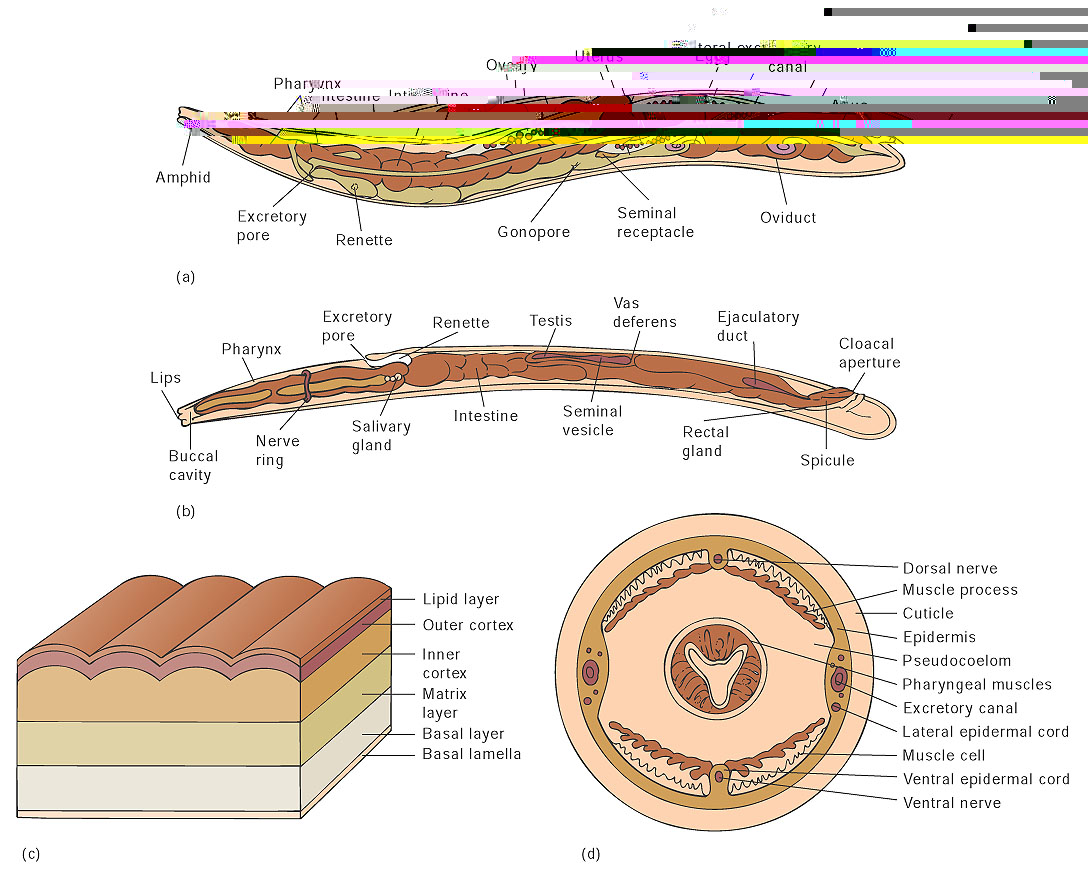 Pharynx
Ovary
Uterus
canal
Amphid
Excretory
pore
Renette
Gonopore
Seminal
receptacle
Oviduct
(a)
Excretory
pore
Renette
Testis
Vas
deferens
Ejaculatory
duct
Cloacal
aperture
Pharynx
Lips
Buccal
cavity
Nerve
ring
Salivary
gland
Intestine
Seminal
vesicle
Rectal
gland
Spicule
(b)
Lipid layer
Outer cortex
Inner
cortex
Matrix
layer
Basal layer
Basal lamella
(c)
Dorsal nerve
Muscle process
Cuticle
Epidermis
Pseudocoelom
Pharyngeal muscles
Excretory canal
Lateral epidermal cord
Muscle cell
Ventral epidermal cord
Ventral nerve
(d)